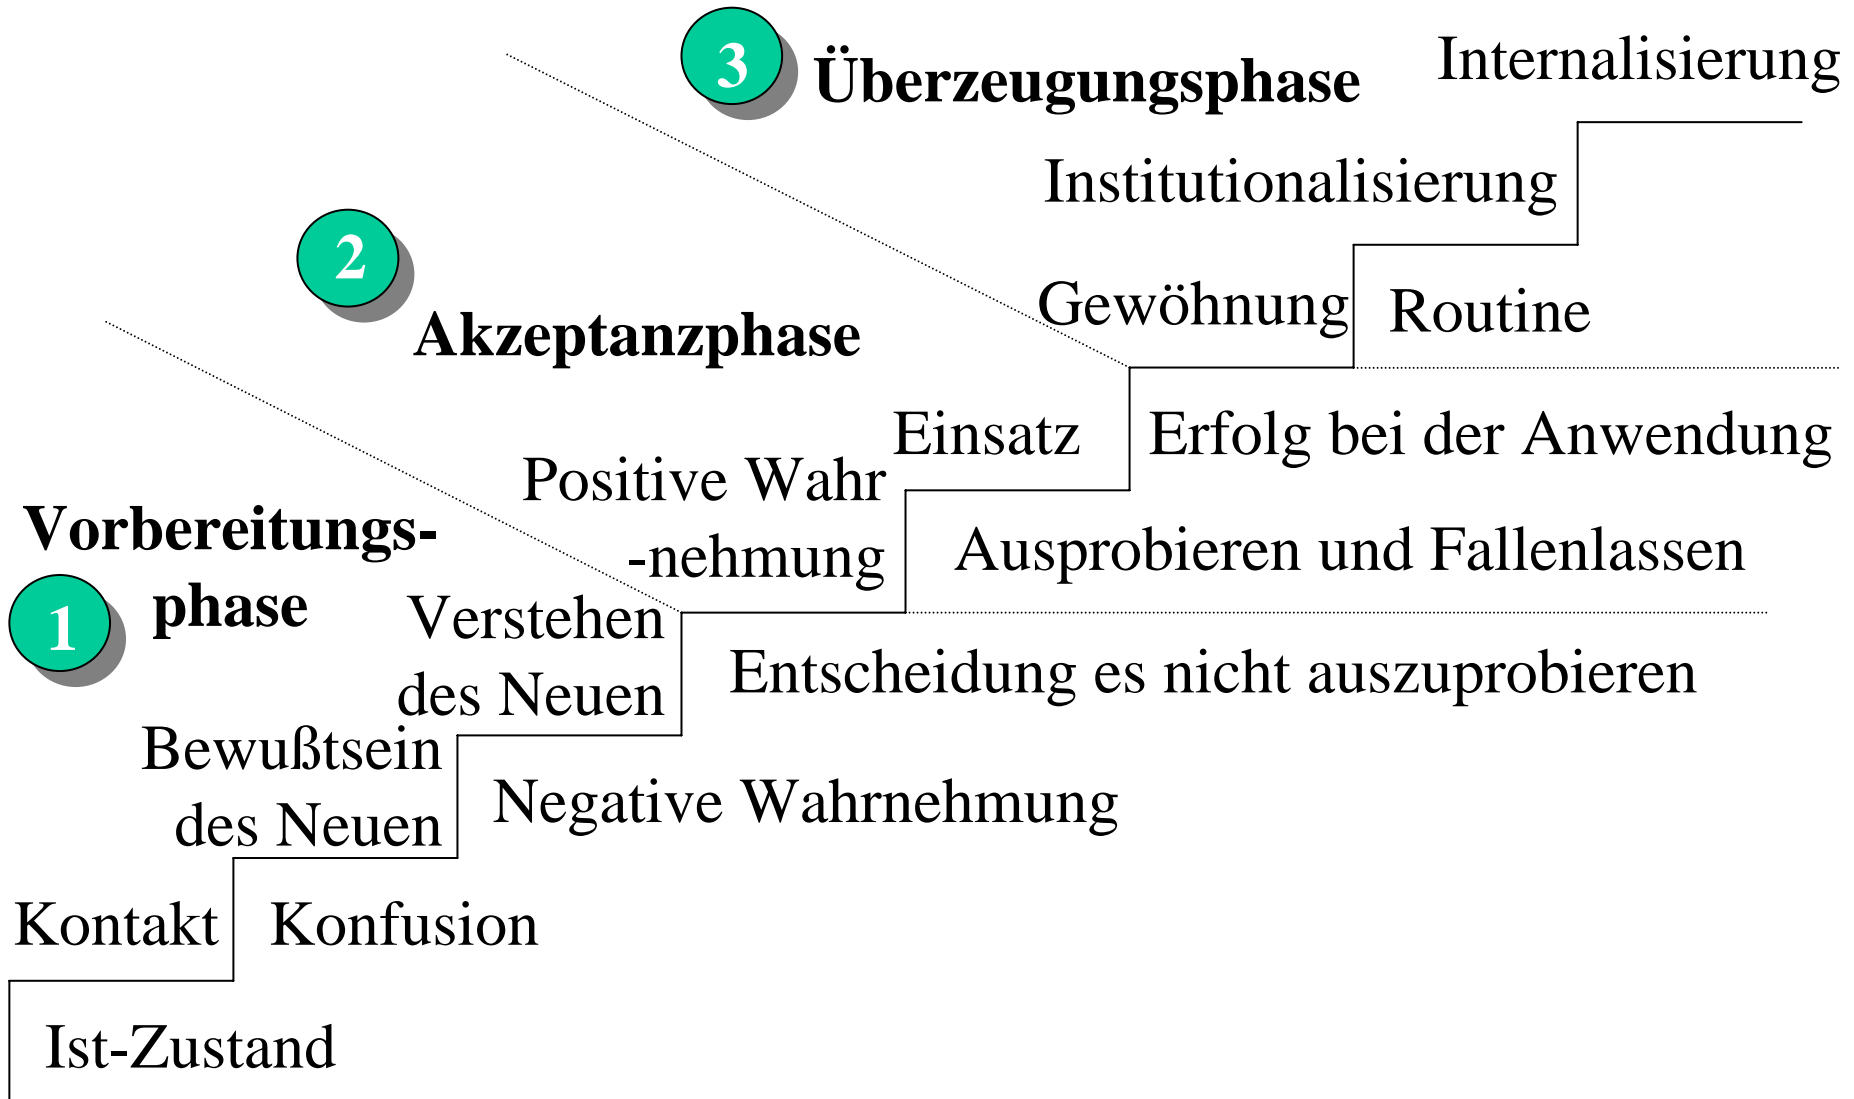 3
Überzeugungsphase
Internalisierung
Institutionalisierung
2
Akzeptanzphase
Gewöhnung
Routine
Einsatz
Erfolg bei der Anwendung
Positive Wahr
-nehmung
Ausprobieren und Fallenlassen
Vorbereitungs-
phase
1
Verstehen
des Neuen
Entscheidung es nicht auszuprobieren
Bewußtsein
des Neuen
Negative Wahrnehmung
Kontakt
Konfusion
Ist-Zustand